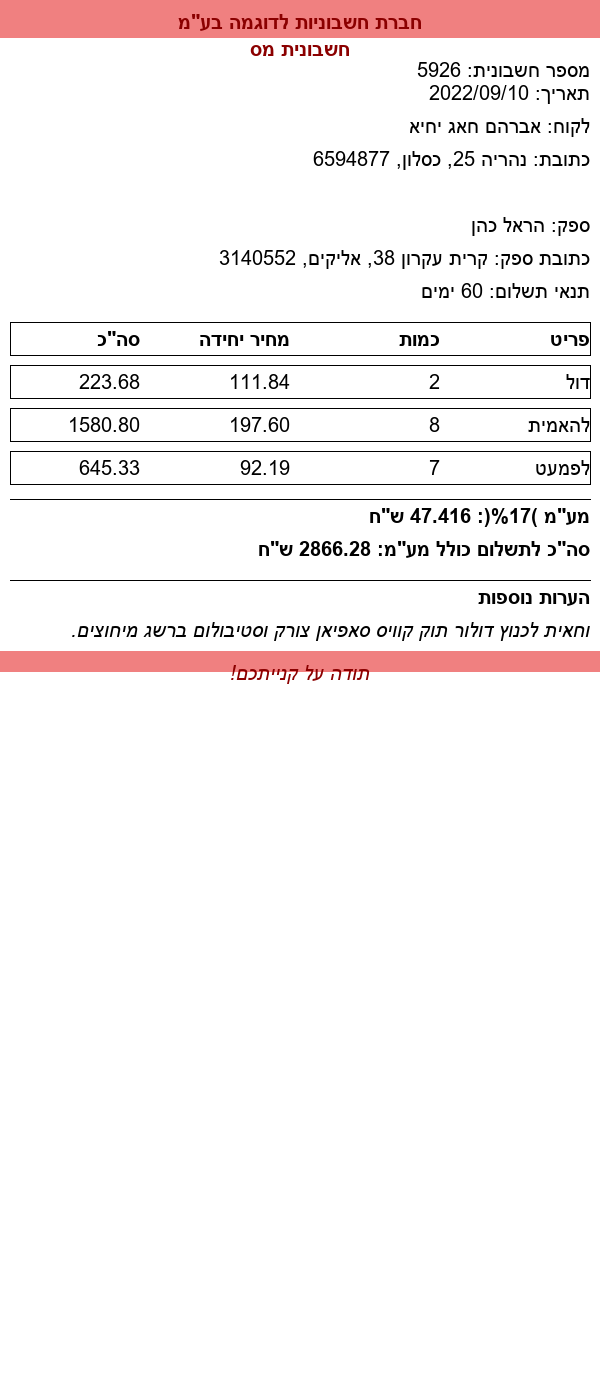 חברת חשבוניות לדוגמה בע"מ
חשבונית מס
מספר חשבונית: 5926
תאריך: 2022/09/10
לקוח: אברהם חאג יחיא
כתובת: נהריה 25, כסלון, 6594877
ספק: הראל כהן
כתובת ספק: קרית עקרון 38, אליקים, 3140552
תנאי תשלום: 60 ימים
פריט כמות מחיר יחידה סה"כ
דול 2 111.84 223.68
להאמית 8 197.60 1580.80
לפמעט 7 92.19 645.33
מע"מ )17%(: 47.416 ש"ח
סה"כ לתשלום כולל מע"מ: 2866.28 ש"ח
הערות נוספות
וחאית לכנוץ דולור תוק קוויס סאפיאן צורק וסטיבולום ברשג מיחוצים.
תודה על קנייתכם!